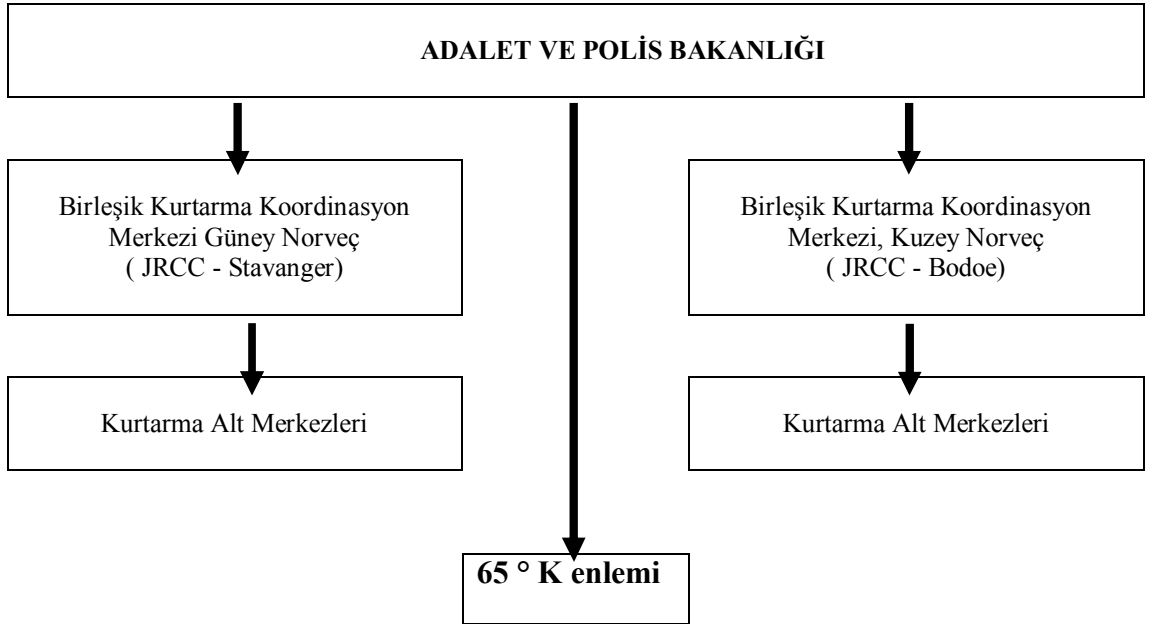 ADALET VE POLİS BAKANLIĞI
Birleşik Kurtarma Koordinasyon
Merkezi Güney Norveç
( JRCC - Stavanger)
Birleşik Kurtarma Koordinasyon
Merkezi, Kuzey Norveç
( JRCC - Bodoe)
Kurtarma Alt Merkezleri
Kurtarma Alt Merkezleri
65 ° K enlemi